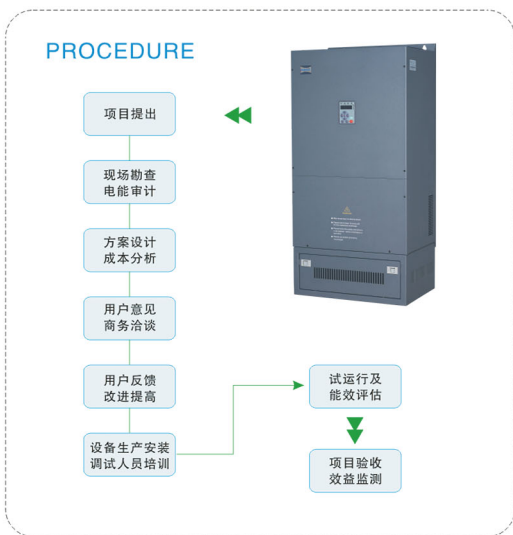 PROCEDURE
项目提出
现场勘查
电能审计
方案设计
成本分析
用户意见
商务洽谈
用户反馈
改进提高
设备生产安装
调试人员培训
试运行及
能效评估
项目验收
效益监测